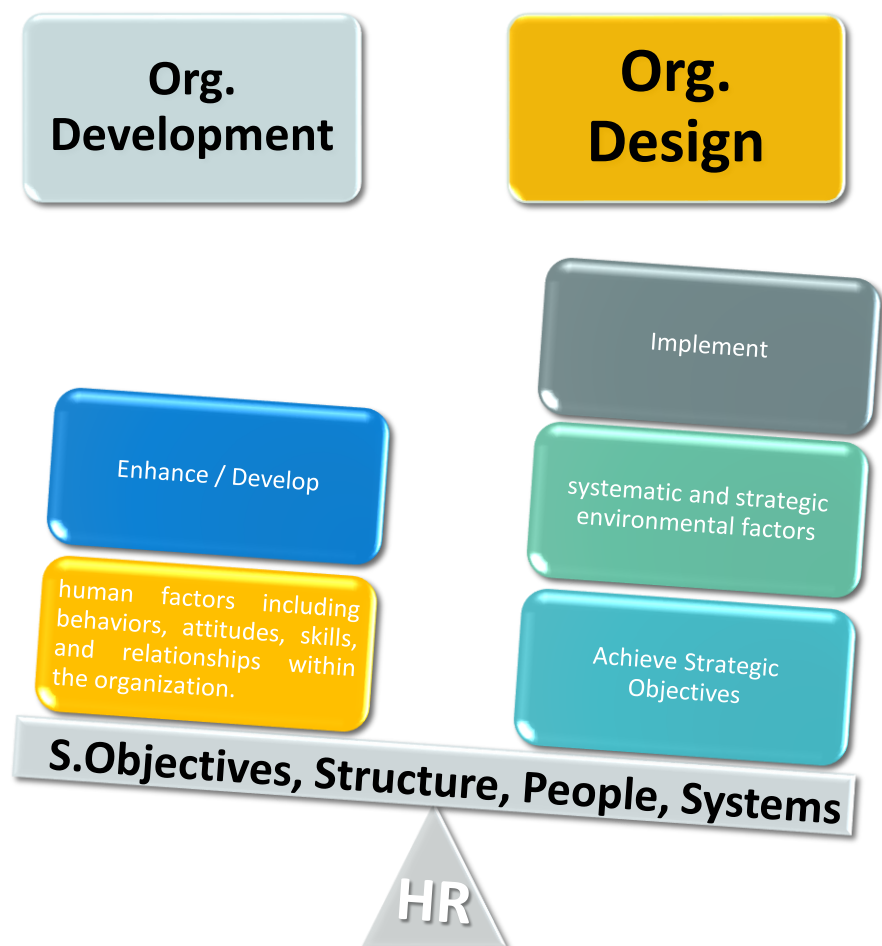 Org.
Development
Org.
Design
Enhance / Develop
human factors including
behaviors, attitudes, skills,
and relationships within
the organization.
Implement
systematic and strategic
environmental factors
Achieve Strategic
Objectives
S.Objectives, Structure, People, Systems
HR